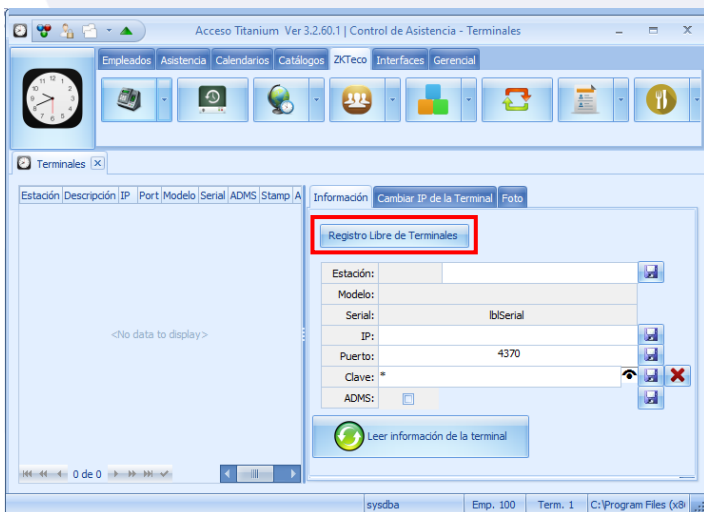 Acceso Titanium Ver 3.2.60.1 | Control de Asistencia - Terminales
Empleados Asistencia Calendarios Catálogos ZKTeco Interfaces Gerencial
Terminales
Estación Descripción IP Port Modelo Serial ADMS Stamp A
<No data to display>
0 de 0
Información Cambiar IP de la Terminal Foto
Registro Libre de Terminales
Estación:
Modelo:
Serial: lblSerial
IP:
Puerto: 4370
Clave: *
ADMS:
Leer información de la terminal
sysdba Emp. 100 Term. 1 C:\Program Files (x8